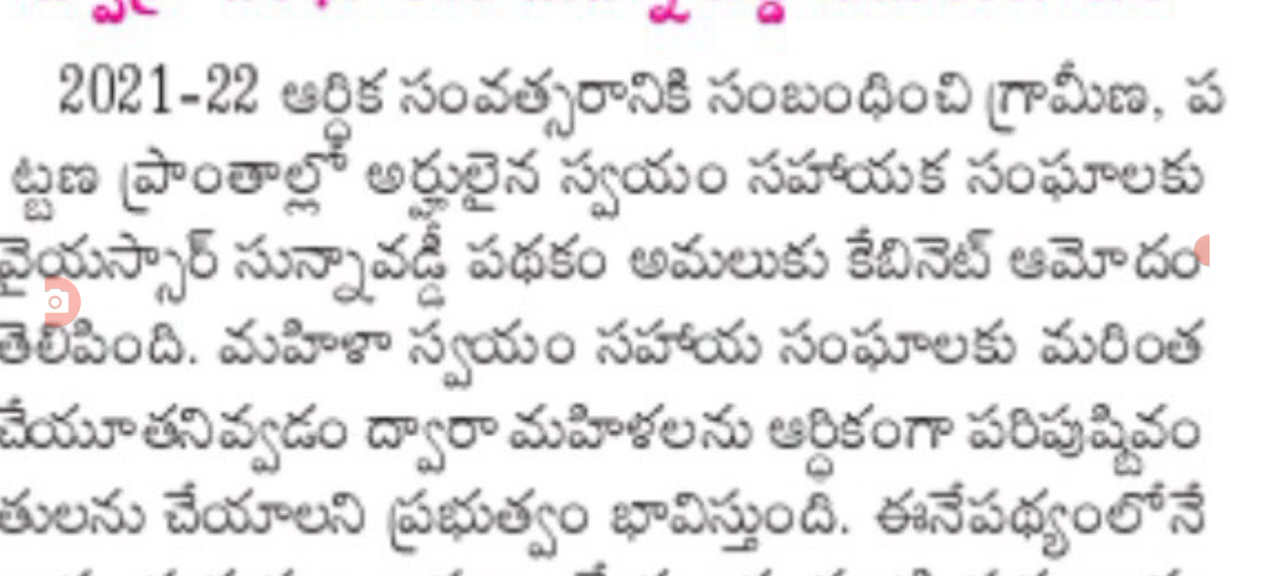 2021-22 ఆర్థిక సంవత్సరానికి సంబంధించి గ్రామీణ, ప
ట్టణ ప్రాంతాల్లో అర్హులైన స్వయం సహాయక సంఘాలకు
వైయస్సార్ సున్నావడ్డీ పథకం అమలుకు కేబినెట్ ఆమోదం
తెలిపింది. మహిళా స్వయం సహాయ సంఘాలకు మరింత
చేయూతనివ్వడం ద్వారా మహిళలను ఆర్ధికంగా పరిపుష్టివం
తులను చేయాలని ప్రభుత్వం భావిస్తుంది. ఈనేపథ్యంలోనే